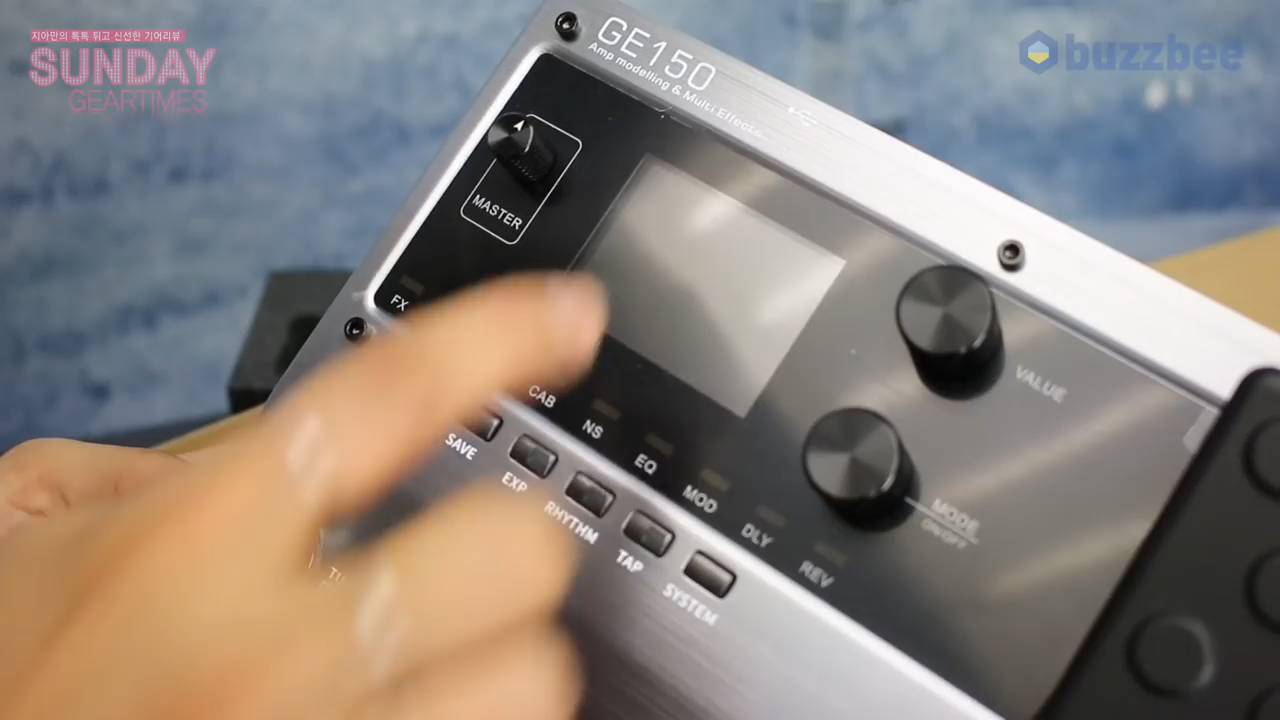 지아만의 톡톡 튀고 신선한 기어리뷰
SUNDAY
GEARTIMES
buzzbee
GE150
Amp modelling & Multi Effects
MASTER
VALUE
MODE
ON/OFF
FX
CAB
NS
EQ
MOD
DLY
REV
SAVE
EXP
RHYTHM
TAP
SYSTEM